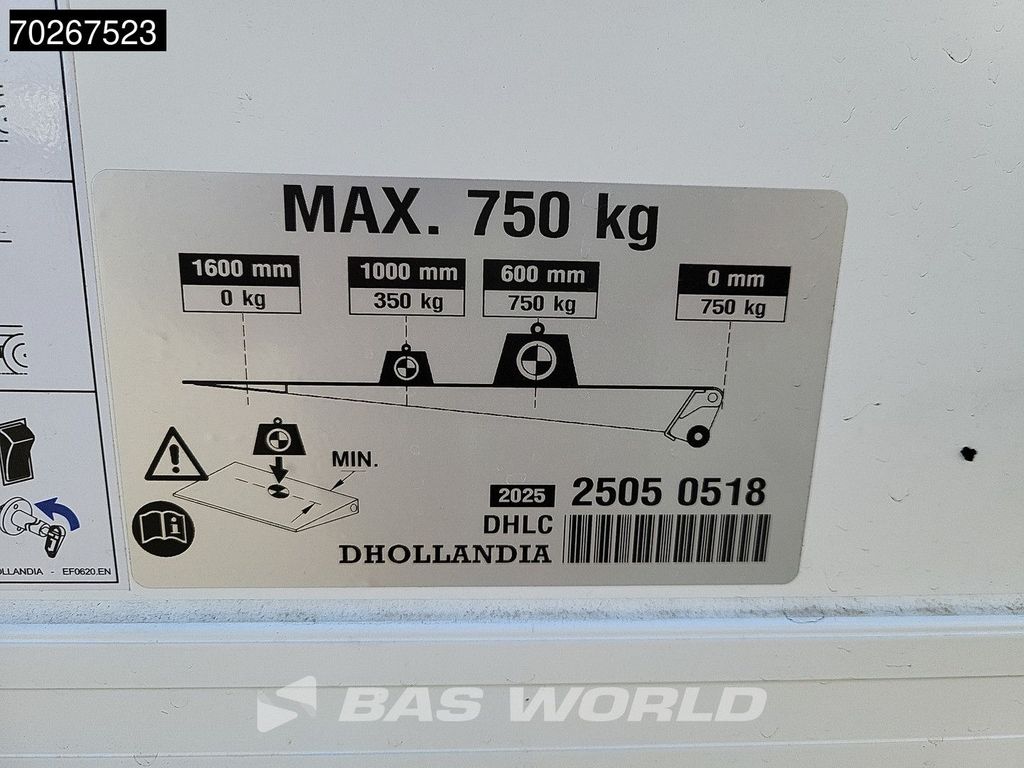 70267523
MAX. 750 kg
1600 mm
0 kg
1000 mm
350 kg
600 mm
750 kg
0 mm
750 kg
MIN.
2025 2505 0518
DHLC
DHOLLANDIA
OLLANDIA - EF0620.EN
BAS WORLD